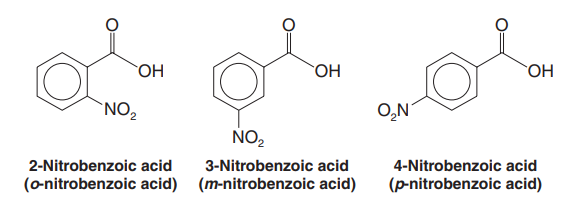 O
OH
NO₂
2-Nitrobenzoic acid
(o-nitrobenzoic acid)
O
OH
NO₂
3-Nitrobenzoic acid
(m-nitrobenzoic acid)
O
OH
O₂N
4-Nitrobenzoic acid
(p-nitrobenzoic acid)